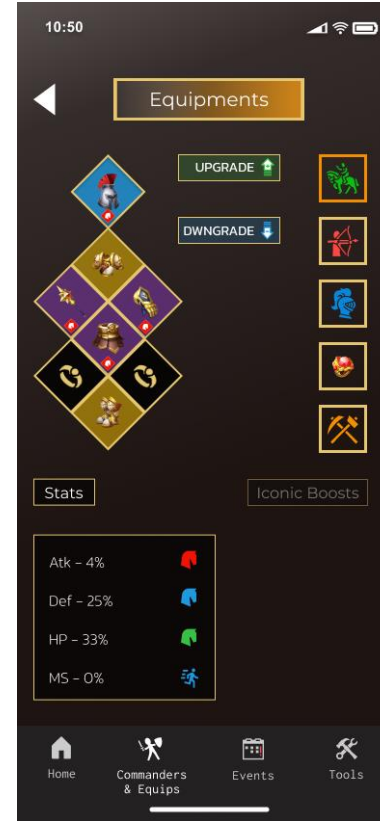 10:50
Equipments
UPGRADE
DWNGRADE
Stats
Iconic Boosts
Atk - 4%
Def - 25%
HP - 33%
MS - 0%
Home
Commanders
& Equips
Events
Tools